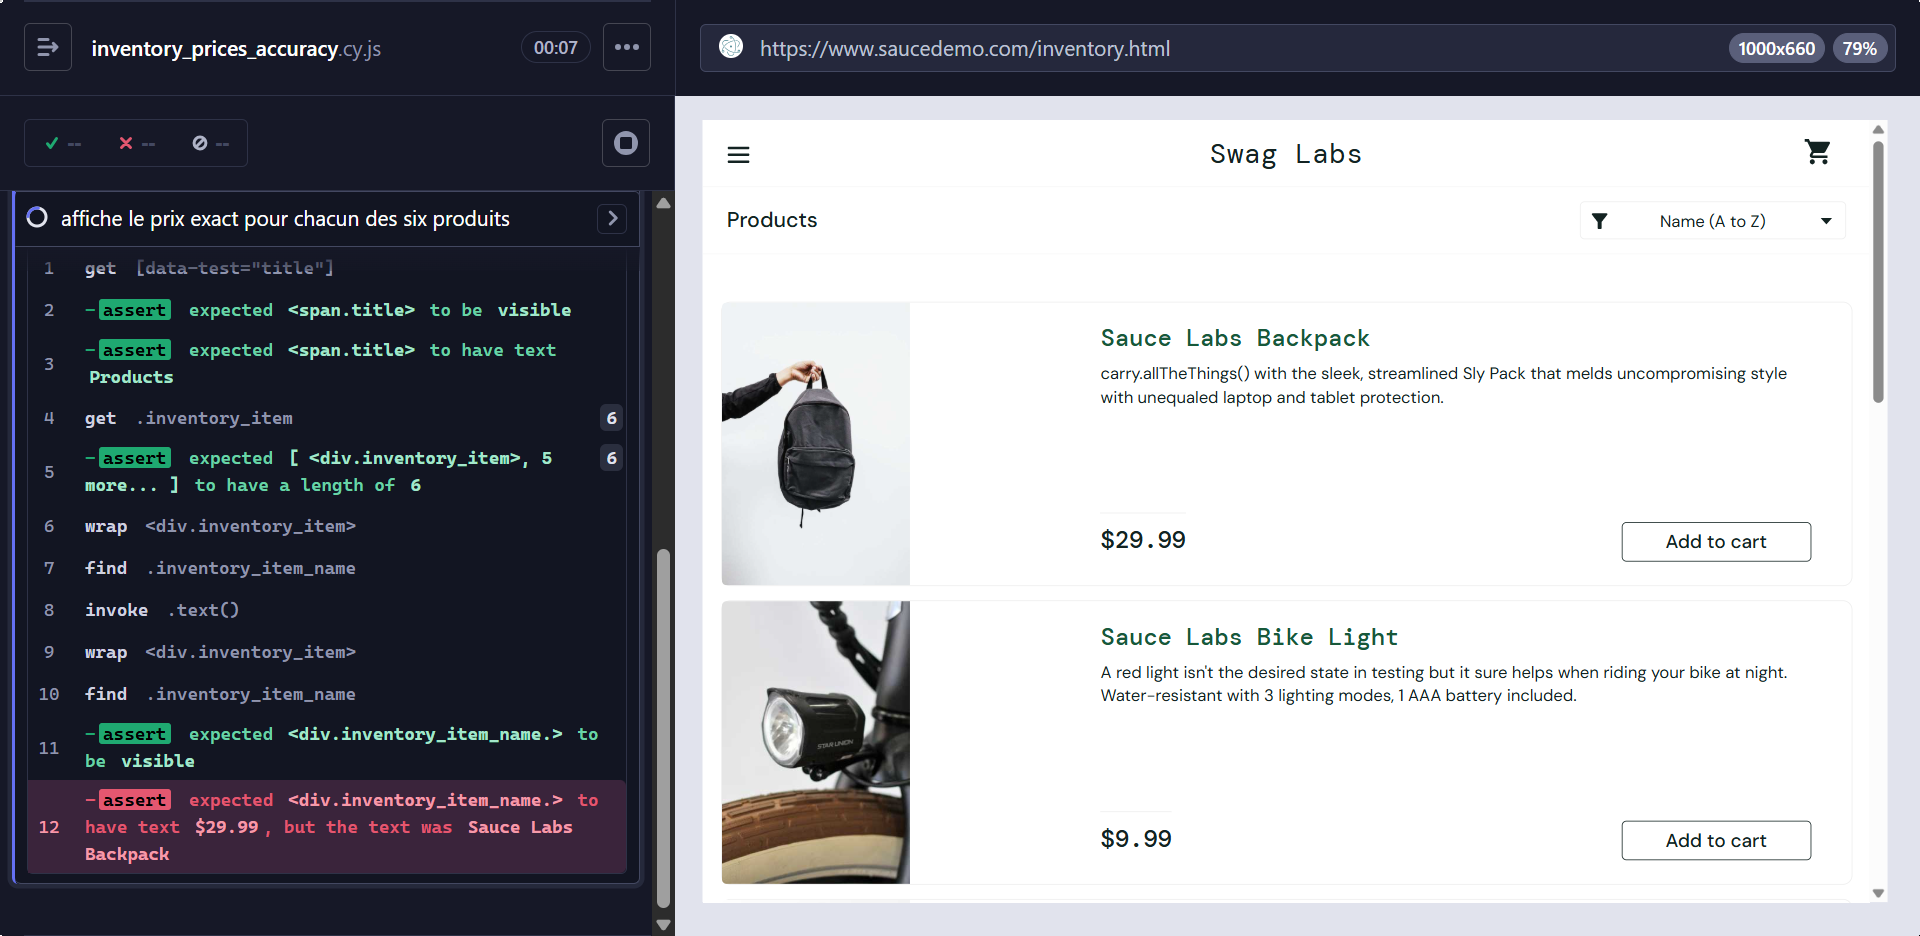 inventory_prices_accuracy.cy.js
00:07
--
--
--
affiche le prix exact pour chacun des six produits
1 get [data-test="title"]
2 -assert expected <span.title> to be visible
3 -assert expected <span.title> to have text
Products
4 get .inventory_item 6
5 -assert expected [ <div.inventory_item>, 5 6
more... ] to have a length of 6
6 wrap <div.inventory_item>
7 find .inventory_item_name
8 invoke .text()
9 wrap <div.inventory_item>
10 find .inventory_item_name
11 -assert expected <div.inventory_item_name.> to
be visible
12 -assert expected <div.inventory_item_name.> to
have text $29.99, but the text was Sauce Labs
Backpack
https://www.saucedemo.com/inventory.html
1000x660 79%
Swag Labs
Products
Name (A to Z)
Sauce Labs Backpack
carry.allTheThings() with the sleek, streamlined Sly Pack that melds uncompromising style
with unequaled laptop and tablet protection.
$29.99
Add to cart
Sauce Labs Bike Light
A red light isn't the desired state in testing but it sure helps when riding your bike at night.
Water-resistant with 3 lighting modes, 1 AAA battery included.
STAR UNION
$9.99
Add to cart